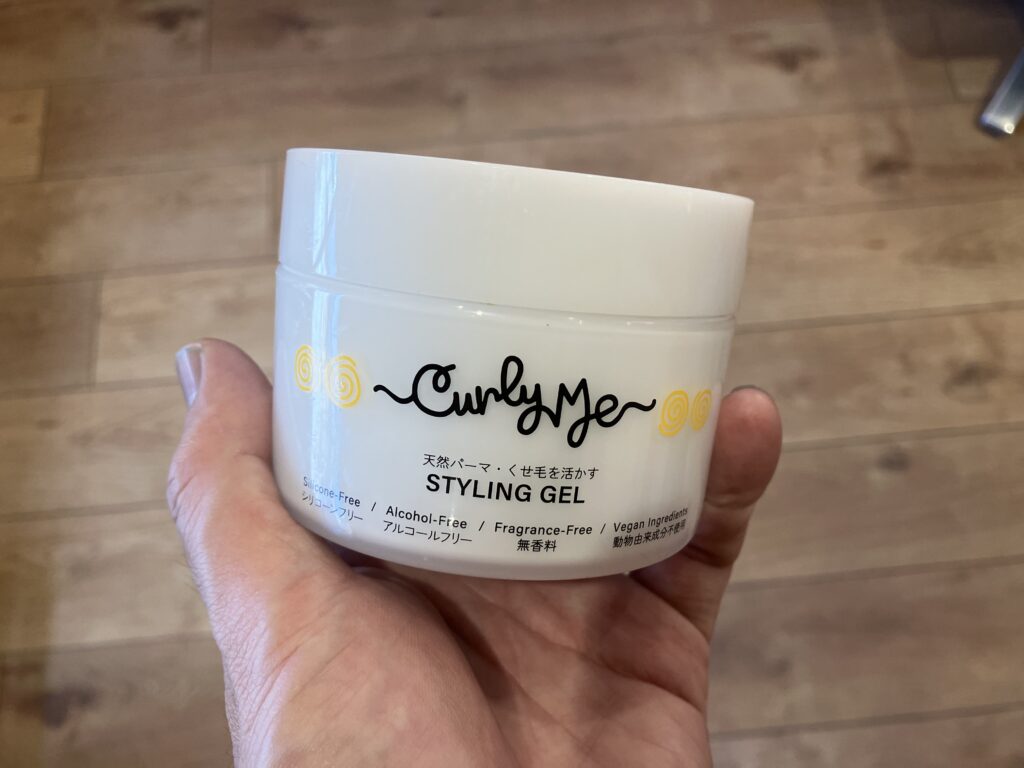 Curly Me
天然パーマ・くせ毛を活かす
STYLING GEL
Silicone-Free / Alcohol-Free / Fragrance-Free / Vegan Ingredients
シリコーンフリー アルコールフリー 無香料 動物由来成分不使用